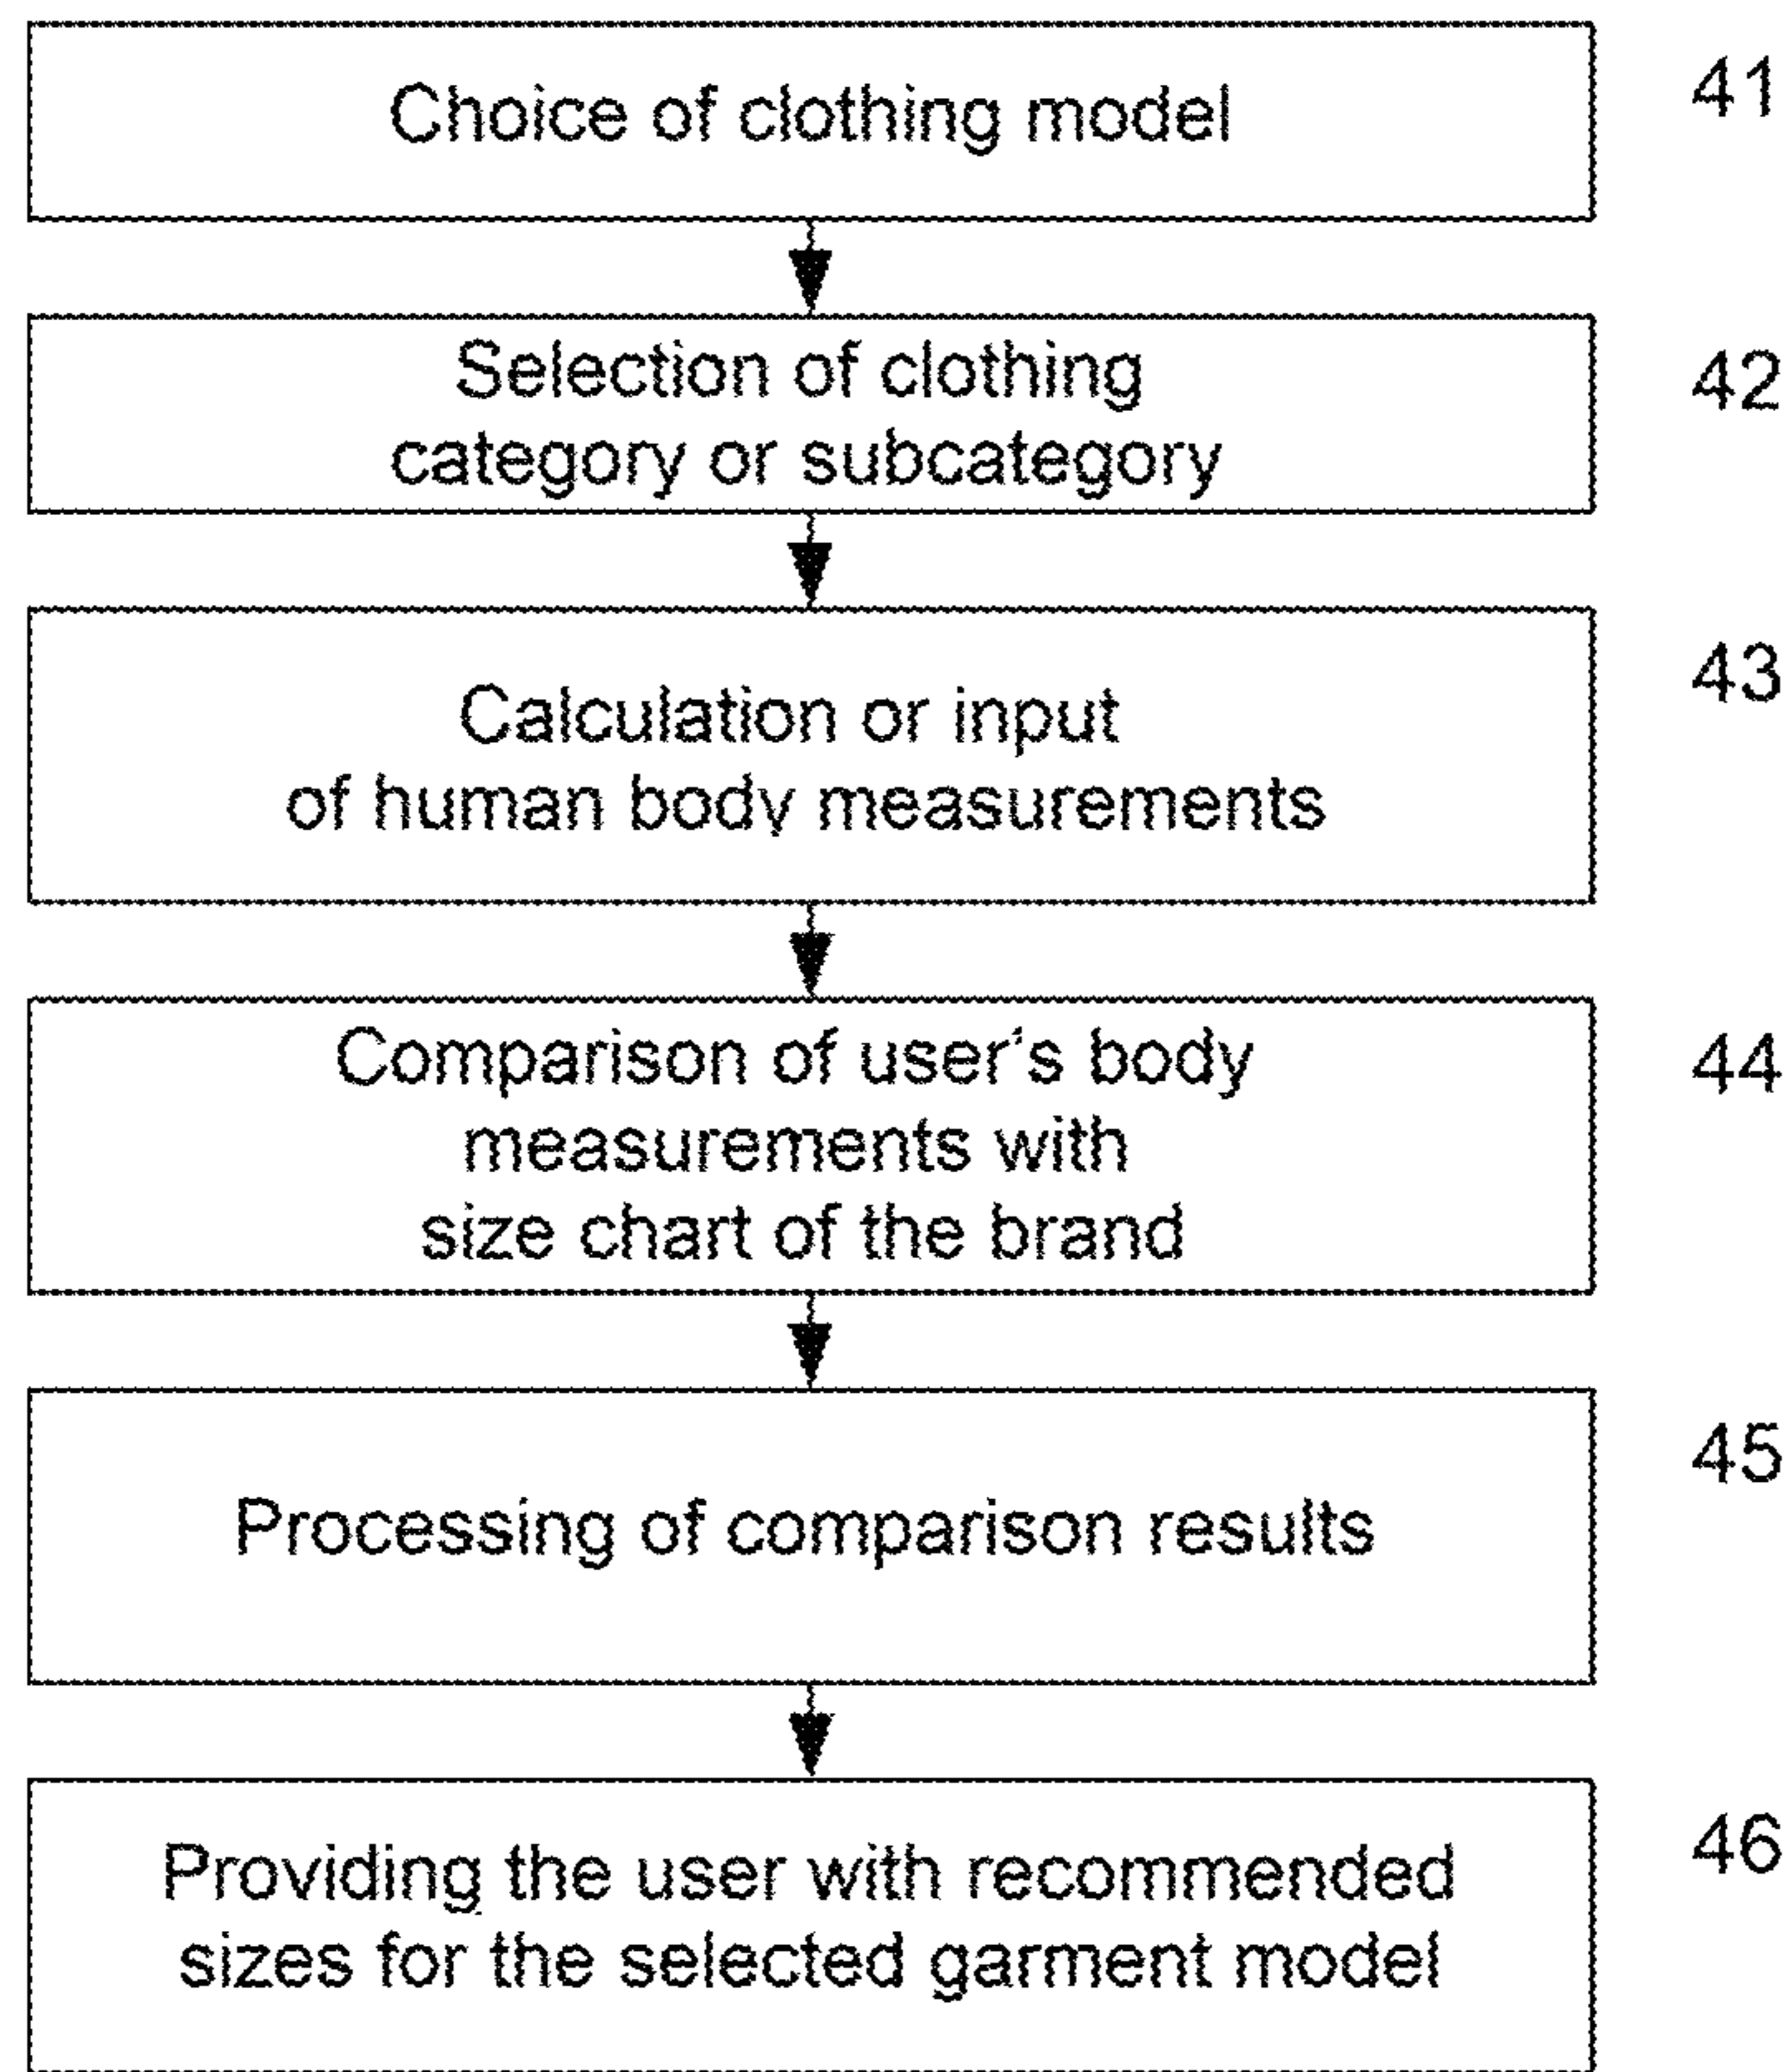 Choice of clothing model
41
Selection of clothing
category or subcategory
42
Calculation or input
of human body measurements
43
Comparison of user's body
measurements with
size chart of the brand
44
Processing of comparison results
45
Providing the user with recommended
sizes for the selected garment model
46